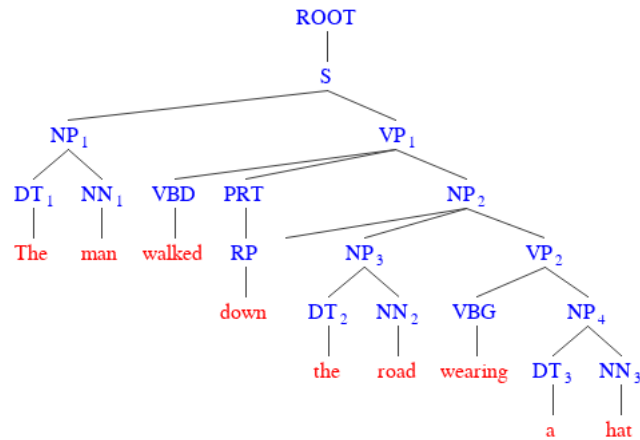 ROOT
S
NP1 VP1
DT1 NN1 VBD PRT NP2
The man walked RP NP3 VP2
down DT2 NN2 VBG NP4
the road wearing DT3 NN3
a hat